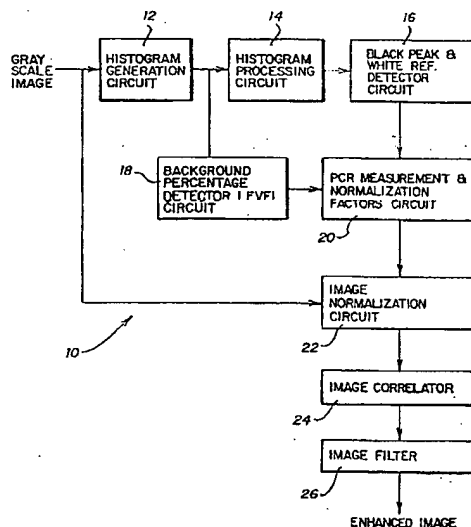 12
14
16
GRAY
SCALE
IMAGE
HISTOGRAM
GENERATION
CIRCUIT
HISTOGRAM
PROCESSING
CIRCUIT
BLACK PEAK &
WHITE REF.
DETECTOR
CIRCUIT
18
BACKGROUND
PERCENTAGE
DETECTOR
CIRCUIT
PCR MEASUREMENT &
NORMALIZATION
FACTORS CIRCUIT
20
IMAGE
NORMALIZATION
CIRCUIT
22
10
IMAGE CORRELATOR
24
IMAGE FILTER
26
ENHANCED IMAGE